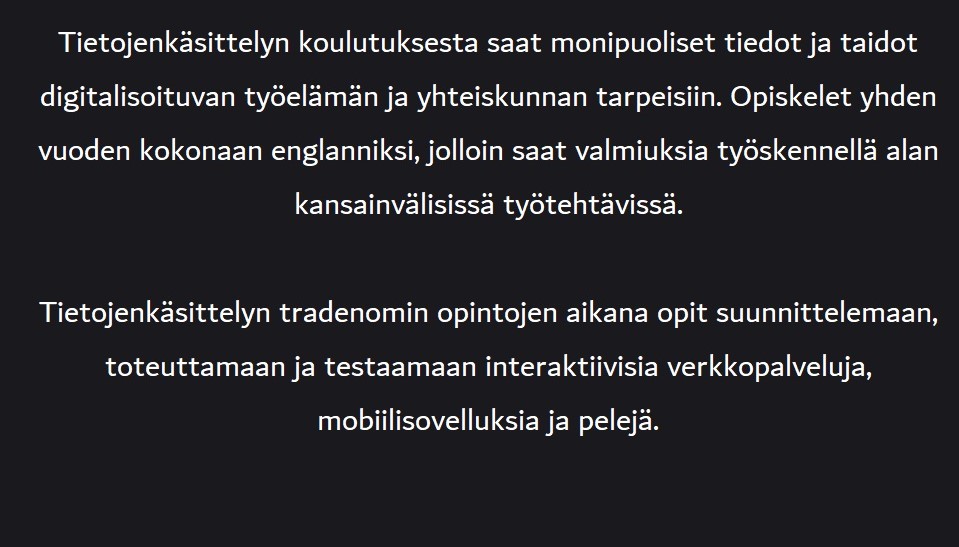 Tietojenkäsittelyn koulutuksesta saat monipuoliset tiedot ja taidot
digitalisoituvan työelämän ja yhteiskunnan tarpeisiin. Opiskelet yhden
vuoden kokonaan englanniksi, jolloin saat valmiuksia työskennellä alan
kansainvälisissä työtehtävissä.
Tietojenkäsittelyn tradenomin opintojen aikana opit suunnittelemaan,
toteuttamaan ja testaamaan interaktiivisia verkkopalveluja,
mobiilisovelluksia ja pelejä.